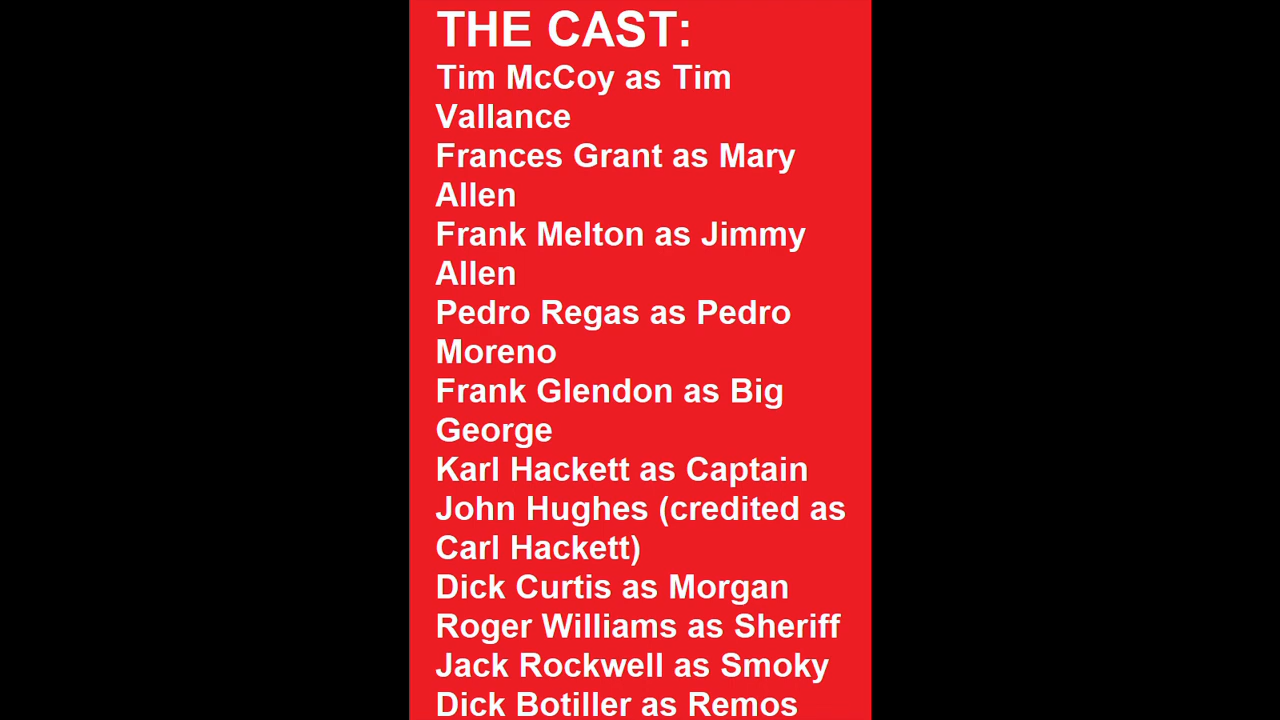 THE CAST:
Tim McCoy as Tim
Vallance
Frances Grant as Mary
Allen
Frank Melton as Jimmy
Allen
Pedro Regas as Pedro
Moreno
Frank Glendon as Big
George
Karl Hackett as Captain
John Hughes (credited as
Carl Hackett)
Dick Curtis as Morgan
Roger Williams as Sheriff
Jack Rockwell as Smoky
Dick Botiller as Remos